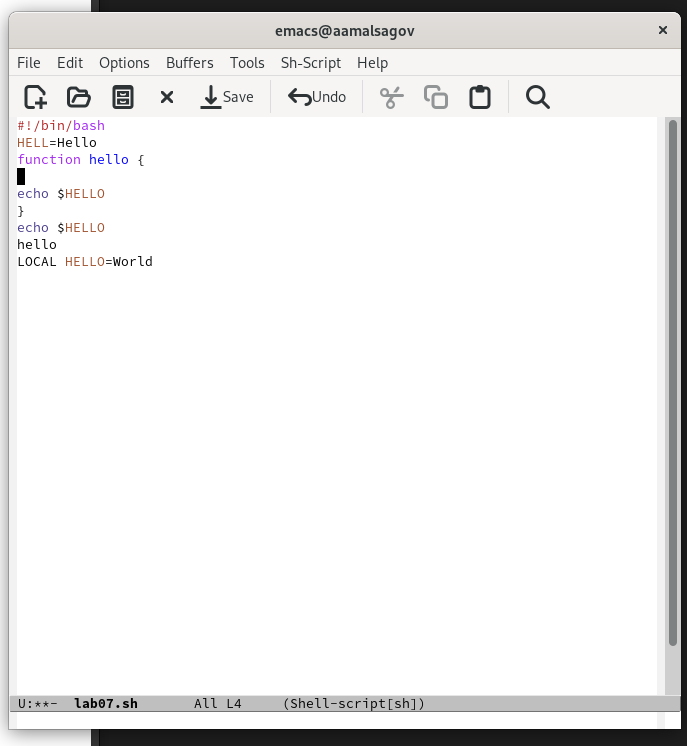 emacs@aamalsagov ×
File Edit Options Buffers Tools Sh-Script Help
Save Undo
#!/bin/bash
HELL=Hello
function hello {
echo $HELLO
}
echo $HELLO
hello
LOCAL HELLO=World
U:**- lab07.sh All L4 (Shell-script[sh])